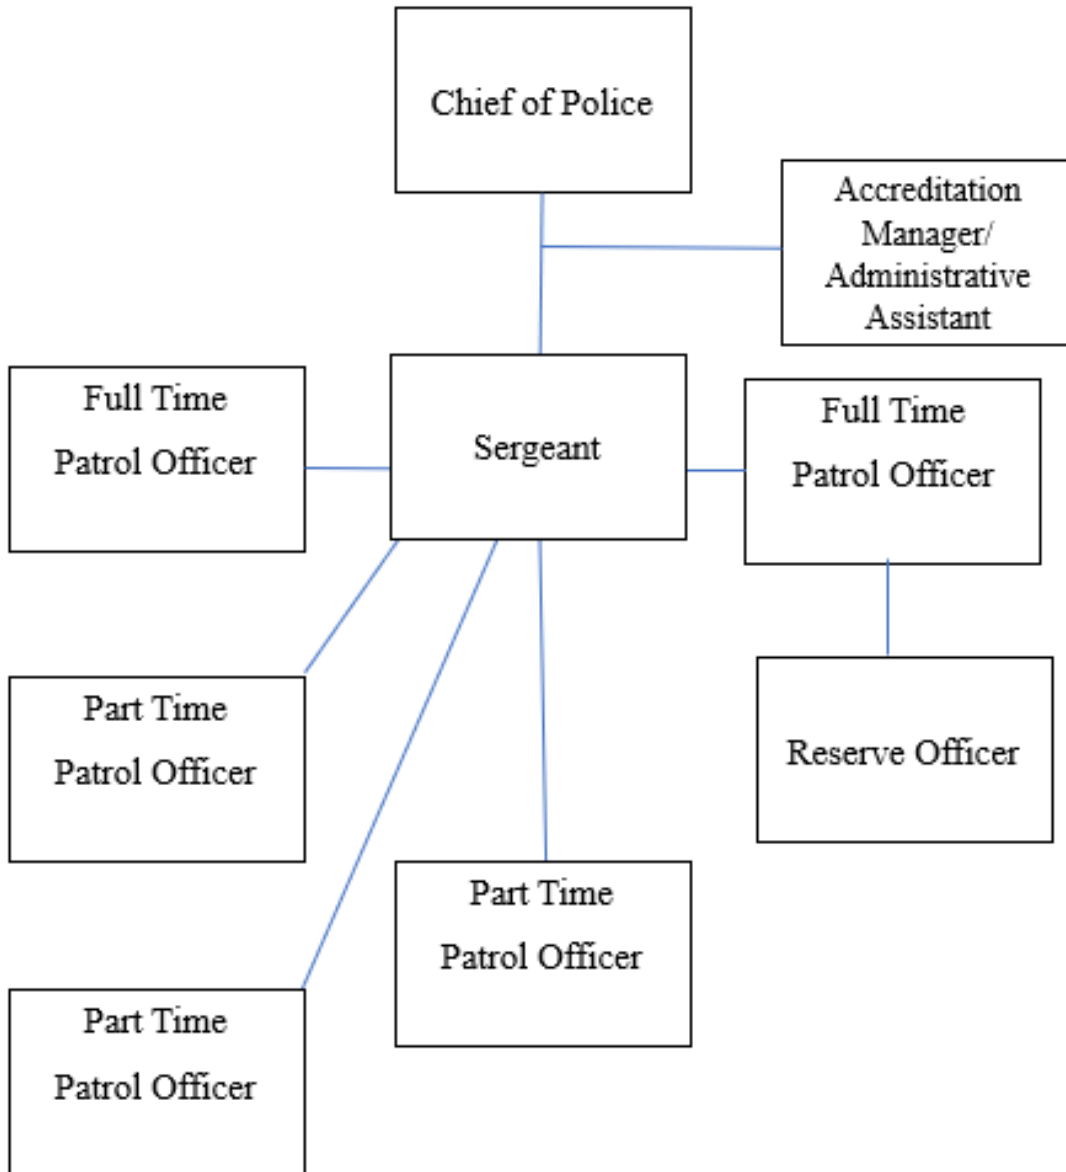 Chief of Police
Accreditation
Manager/
Administrative
Assistant
Full Time
Patrol Officer
Sergeant
Full Time
Patrol Officer
Part Time
Patrol Officer
Reserve Officer
Part Time
Patrol Officer
Part Time
Patrol Officer